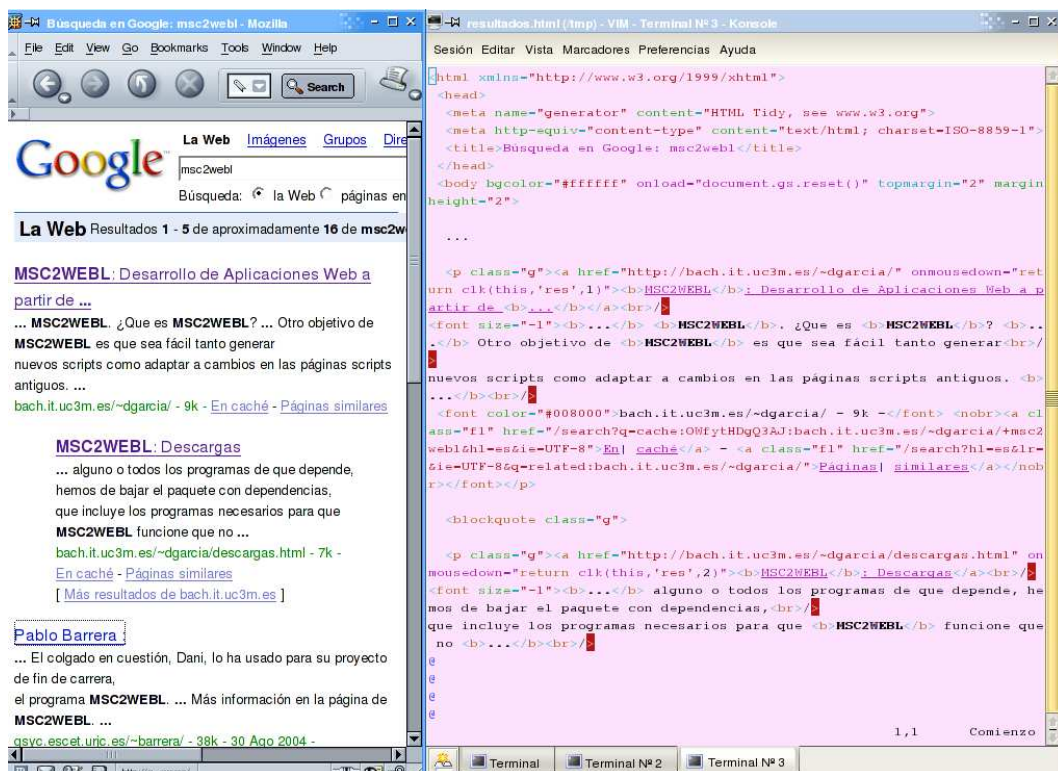 Búsqueda en Google: msc2webl - Mozilla
File Edit View Go Bookmarks Tools Window Help
Search
Google
La Web Imágenes Grupos Dire
msc2webl
Búsqueda: la Web páginas en
La Web Resultados 1 - 5 de aproximadamente 16 de msc2w
MSC2WEBL: Desarrollo de Aplicaciones Web a
partir de ...
... MSC2WEBL. ¿Que es MSC2WEBL? ... Otro objetivo de
MSC2WEBL es que sea fácil tanto generar
nuevos scripts como adaptar a cambios en las páginas scripts
antiguos. ...
bach.it.uc3m.es/~dgarcia/ - 9k - En caché - Páginas similares
MSC2WEBL: Descargas
... alguno o todos los programas de que depende,
hemos de bajar el paquete con dependencias,
que incluye los programas necesarios para que
MSC2WEBL funcione que no ...
bach.it.uc3m.es/~dgarcia/descargas.html - 7k -
En caché - Páginas similares
[ Más resultados de bach.it.uc3m.es ]
Pablo Barrera :
... El colgado en cuestión, Dani, lo ha usado para su proyecto
de fin de carrera,
el programa MSC2WEBL. ... Más información en la página de
MSC2WEBL. ...
gsyc.escet.urjc.es/~barrera/ - 38k - 30 Ago 2004 -
resultados.html (/tmp) - VIM - Terminal Nº 3 - Konsole
Sesión Editar Vista Marcadores Preferencias Ayuda
<html xmlns="http://www.w3.org/1999/xhtml">
<head>
<meta name="generator" content="HTML Tidy, see www.w3.org">
<meta http-equiv="content-type" content="text/html; charset=ISO-8859-1">
<title>Búsqueda en Google: msc2webl</title>
</head>
<body bgcolor="#ffffff" onload="document.gs.reset()" topmargin="2" margin
height="2">
...
<p class="g"><a href="http://bach.it.uc3m.es/~dgarcia/" onmousedown="ret
urn clk(this,'res',1)"><b>MSC2WEBL</b>: Desarrollo de Aplicaciones Web a p
artir de <b>...</b></a><br>/>
<font size="-1"><b>...</b> <b>MSC2WEBL</b>. ¿Que es <b>MSC2WEBL</b>? <b>..
.</b> Otro objetivo de <b>MSC2WEBL</b> es que sea fácil tanto generar<br>/
>
nuevos scripts como adaptar a cambios en las páginas scripts antiguos. <b>
...</b><br>/>
<font color="#008000">bach.it.uc3m.es/~dgarcia/ - 9k -</font> <nobr><a cl
ass="fl" href="/search?q=cache:OWfytHDgQ3AJ:bach.it.uc3m.es/~dgarcia/+msc2
webl&hl=es&ie=UTF-8">En| caché</a> - <a class="fl" href="/search?hl=es&lr=
&ie=UTF-8&q=related:bach.it.uc3m.es/~dgarcia/">Páginas| similares</a></nob
r></font></p>
<blockquote class="g">
<p class="g"><a href="http://bach.it.uc3m.es/~dgarcia/descargas.html" on
mousedown="return clk(this,'res',2)"><b>MSC2WEBL</b>: Descargas</a><br>/>
<font size="-1"><b>...</b> alguno o todos los programas de que depende, he
mos de bajar el paquete con dependencias,<br>/>
que incluye los programas necesarios para que <b>MSC2WEBL</b> funcione que
no <b>...</b><br>/>
@
@
@
@
1,1 Comienzo
Terminal Terminal Nº 2 Terminal Nº 3